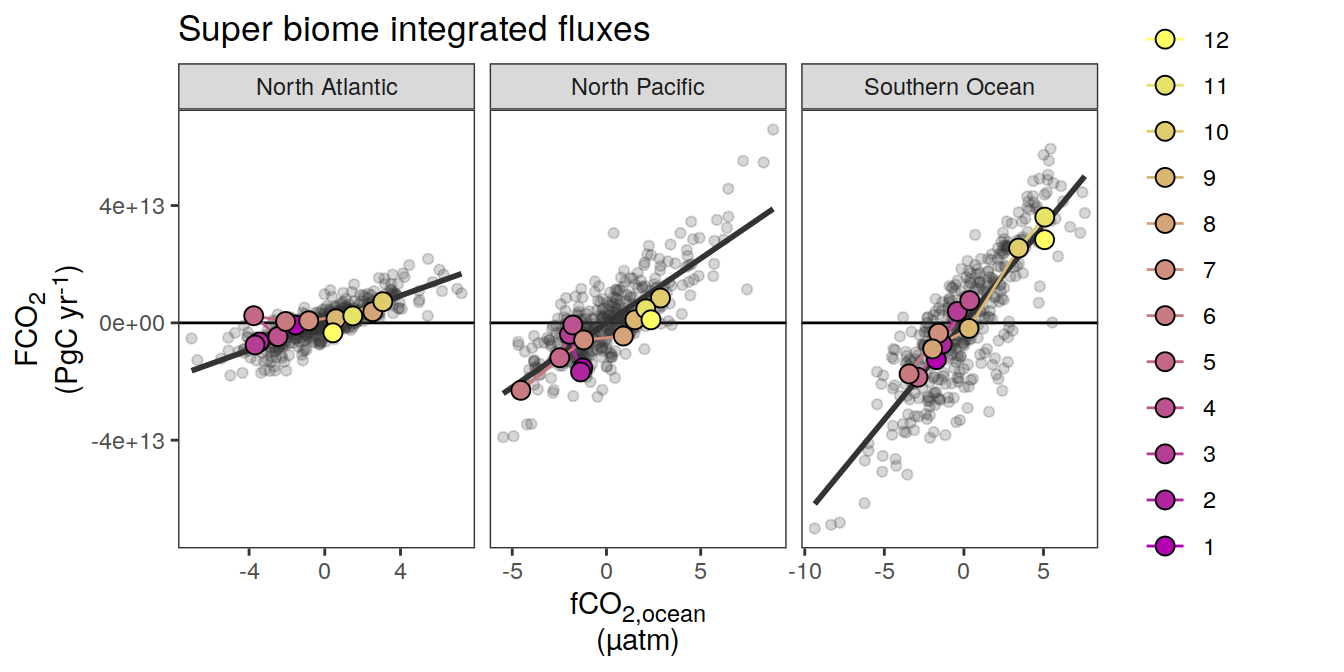 Super biome integrated fluxes
North Atlantic
North Pacific
Southern Ocean
FCO₂
(PgC yr⁻¹)
4e+13
0e+00
-4e+13
-4 0 4
-5 0 5
-10 -5 0 5
fCO₂,ocean
(µatm)
12
11
10
9
8
7
6
5
4
3
2
1